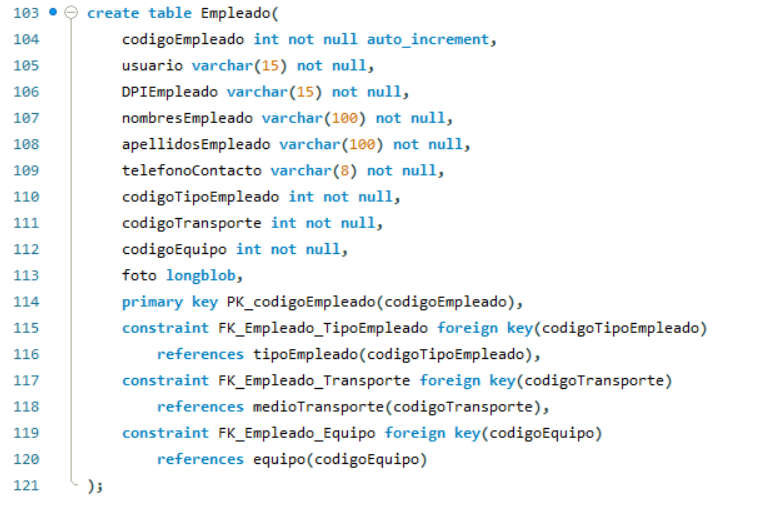 103 create table Empleado(
104 codigoEmpleado int not null auto_increment,
105 usuario varchar(15) not null,
106 DPIEmpleado varchar(15) not null,
107 nombresEmpleado varchar(100) not null,
108 apellidosEmpleado varchar(100) not null,
109 telefonoContacto varchar(8) not null,
110 codigoTipoEmpleado int not null,
111 codigoTransporte int not null,
112 codigoEquipo int not null,
113 foto longblob,
114 primary key PK_codigoEmpleado(codigoEmpleado),
115 constraint FK_Empleado_TipoEmpleado foreign key(codigoTipoEmpleado)
116 references tipoEmpleado(codigoTipoEmpleado),
117 constraint FK_Empleado_Transporte foreign key(codigoTransporte)
118 references medioTransporte(codigoTransporte),
119 constraint FK_Empleado_Equipo foreign key(codigoEquipo)
120 references equipo(codigoEquipo)
121 );